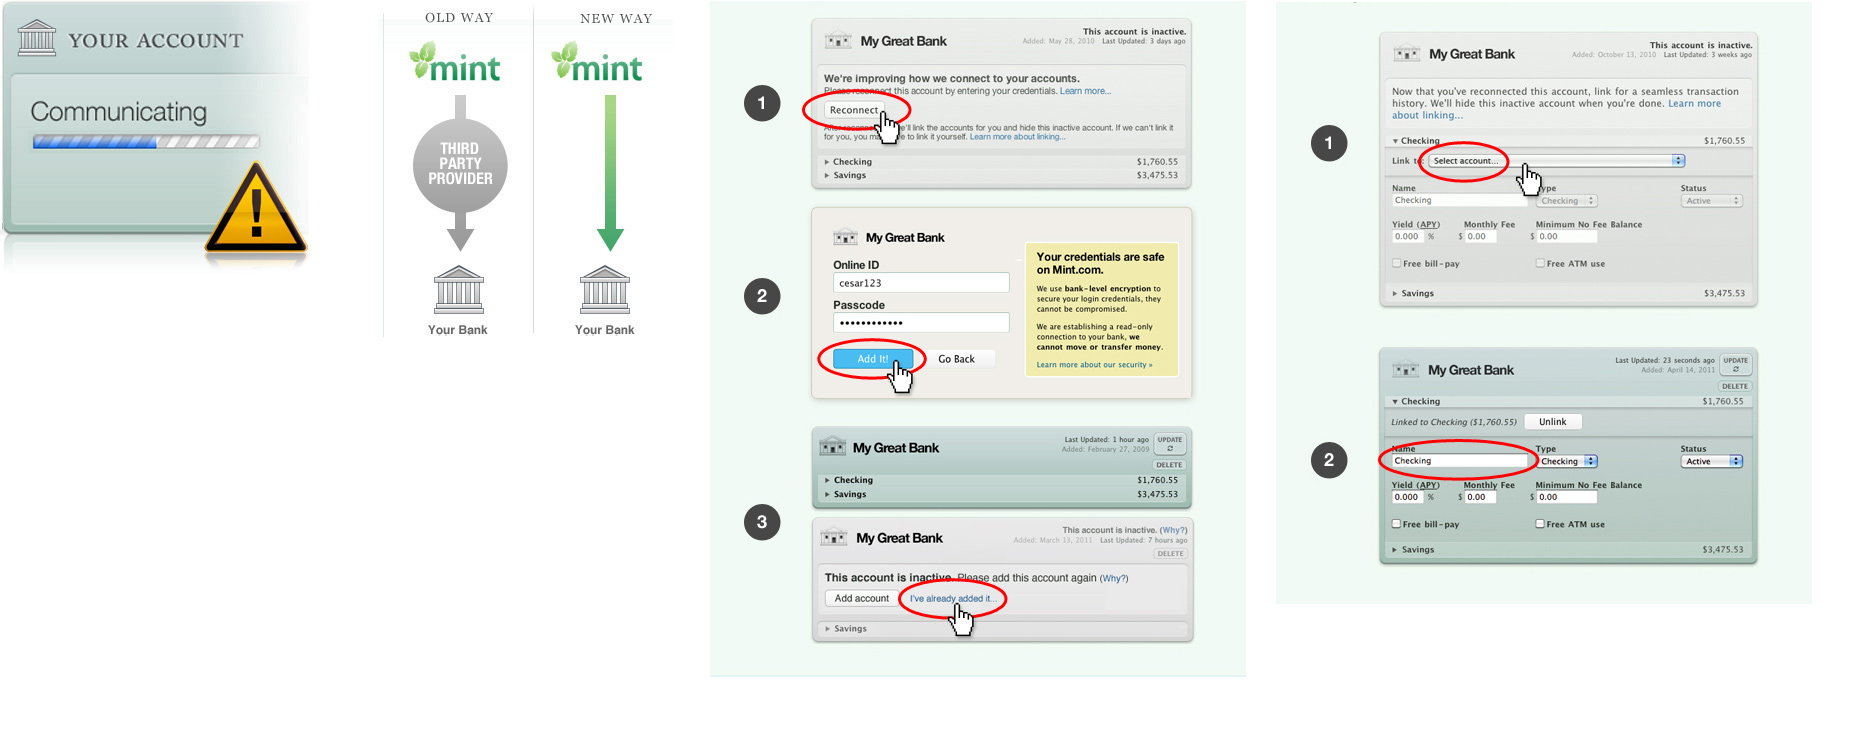 YOUR ACCOUNT
Communicating
OLD WAY
mint
THIRD
PARTY
PROVIDER
Your Bank
NEW WAY
mint
Your Bank
1
My Great Bank
This account is inactive.
Added: May 28, 2010 Last Updated: 3 days ago
We're improving how we connect to your accounts.
Please reconnect this account by entering your credentials. Learn more...
Reconnect
we'll link the accounts for you and hide this inactive account. If we can't link it
for you, you may to link it yourself. Learn more about linking...
Checking $1,760.55
Savings $3,475.53
2
My Great Bank
Online ID
cesar123
Passcode
••••••••••••
Add It! Go Back
Your credentials are safe
on Mint.com.
We use bank-level encryption to
secure your login credentials, they
cannot be compromised.
We are establishing a read-only
connection to your bank, we
cannot move or transfer money.
Learn more about our security »
3
My Great Bank
Last Updated: 1 hour ago UPDATE
Added: February 27, 2009
DELETE
Checking $1,760.55
Savings $3,475.53
My Great Bank
This account is inactive. (Why?)
Added: March 13, 2011 Last Updated: 7 hours ago
DELETE
This account is inactive. Please add this account again (Why?)
Add account I've already added it...
Savings
1
My Great Bank
This account is inactive.
Added: October 13, 2010 Last Updated: 3 weeks ago
Now that you've reconnected this account, link for a seamless transaction
history. We'll hide this inactive account when you're done. Learn more
about linking...
Checking $1,760.55
Link to: Select account...
Name Type Status
Checking Checking Active
Yield (APY) Monthly Fee Minimum No Fee Balance
0.000 % $ 0.00 $ 0.00
Free bill-pay Free ATM use
Savings $3,475.53
2
My Great Bank
Last Updated: 23 seconds ago UPDATE
Added: April 14, 2011
DELETE
Checking $1,760.55
Linked to Checking ($1,760.55) Unlink
Name Type Status
Checking Checking Active
Yield (APY) Monthly Fee Minimum No Fee Balance
0.000 % $ 0.00 $ 0.00
Free bill-pay Free ATM use
Savings $3,475.53